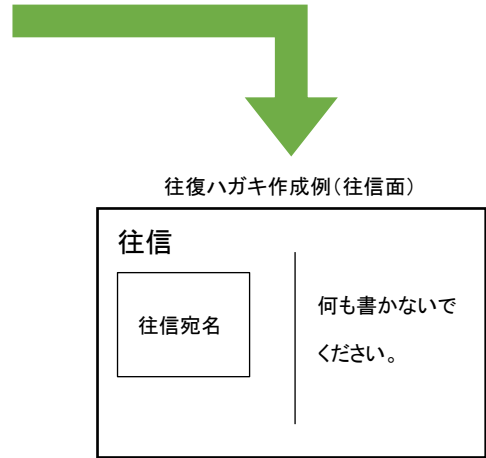 往復ハガキ作成例（往信面）
往信
往信宛名
何も書かないで
ください。